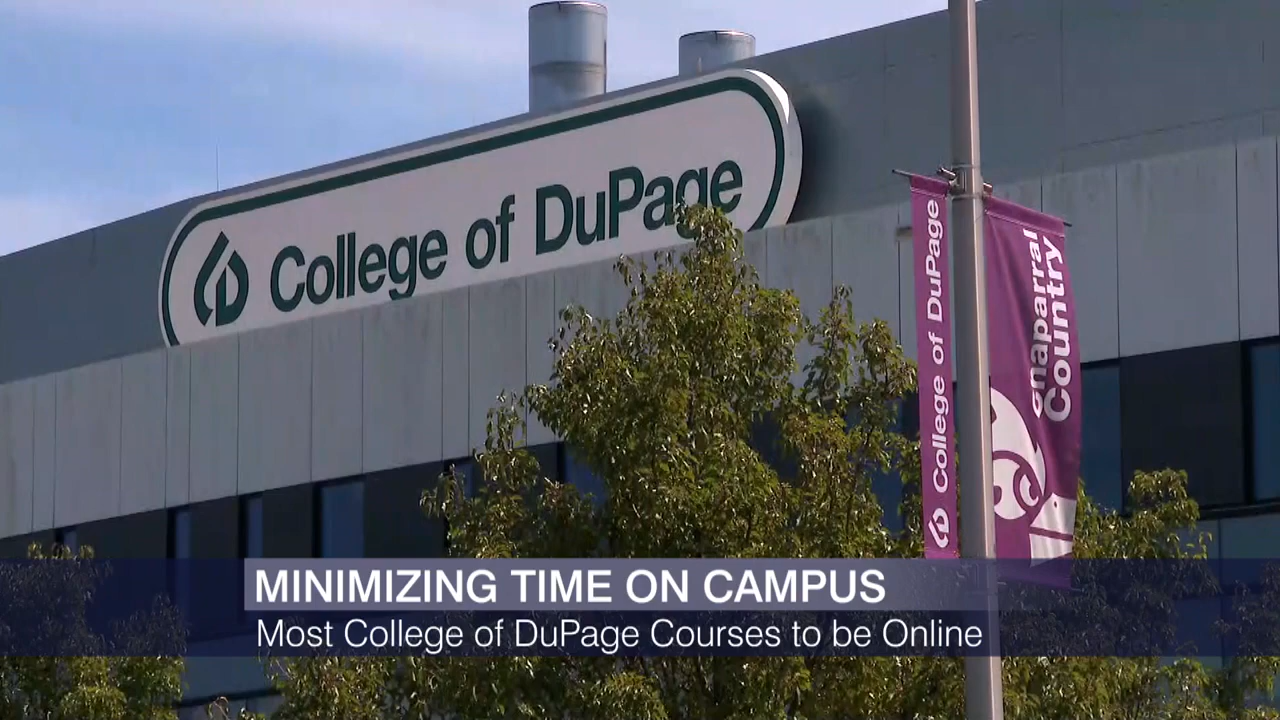 College of DuPage
College of DuPage
Chaparral
Country
MINIMIZING TIME ON CAMPUS
Most College of DuPage Courses to be Online